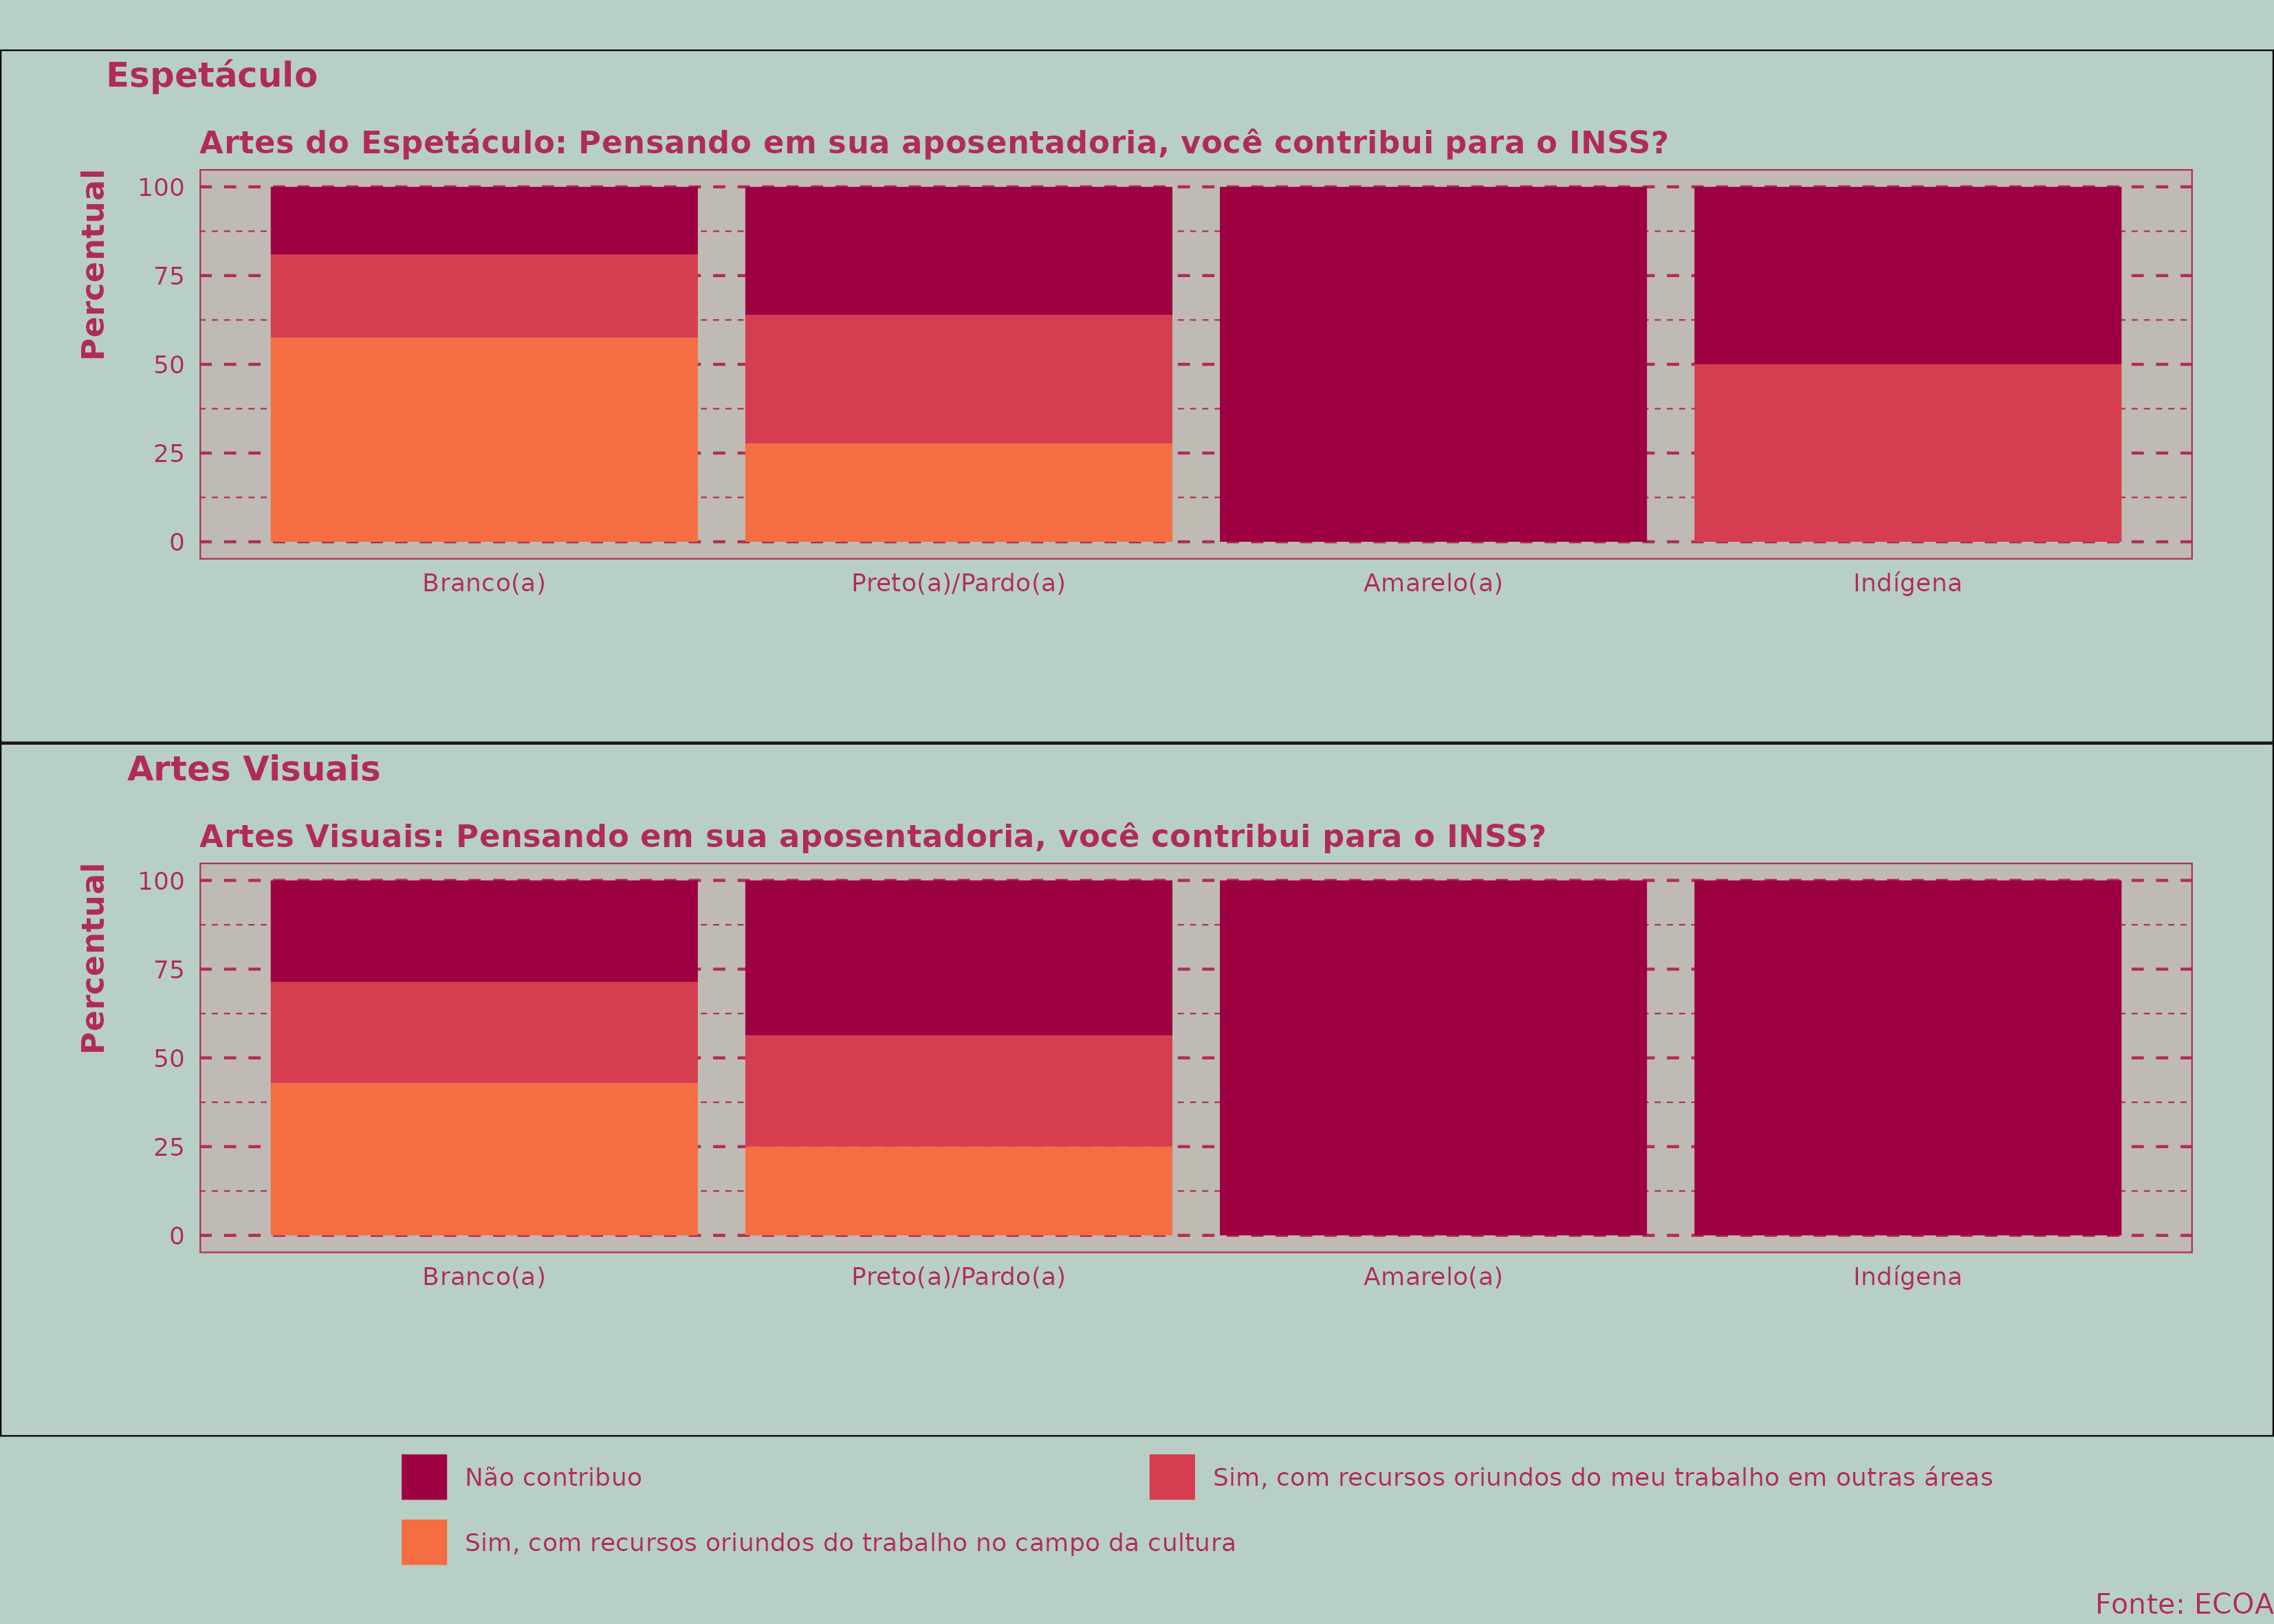 Espetáculo
Artes do Espetáculo: Pensando em sua aposentadoria, você contribui para o INSS?
Percentual
100
75
50
25
0
Branco(a) Preto(a)/Pardo(a) Amarelo(a) Indígena
Artes Visuais
Artes Visuais: Pensando em sua aposentadoria, você contribui para o INSS?
Percentual
100
75
50
25
0
Branco(a) Preto(a)/Pardo(a) Amarelo(a) Indígena
Não contribuo Sim, com recursos oriundos do meu trabalho em outras áreas
Sim, com recursos oriundos do trabalho no campo da cultura
Fonte: ECOA